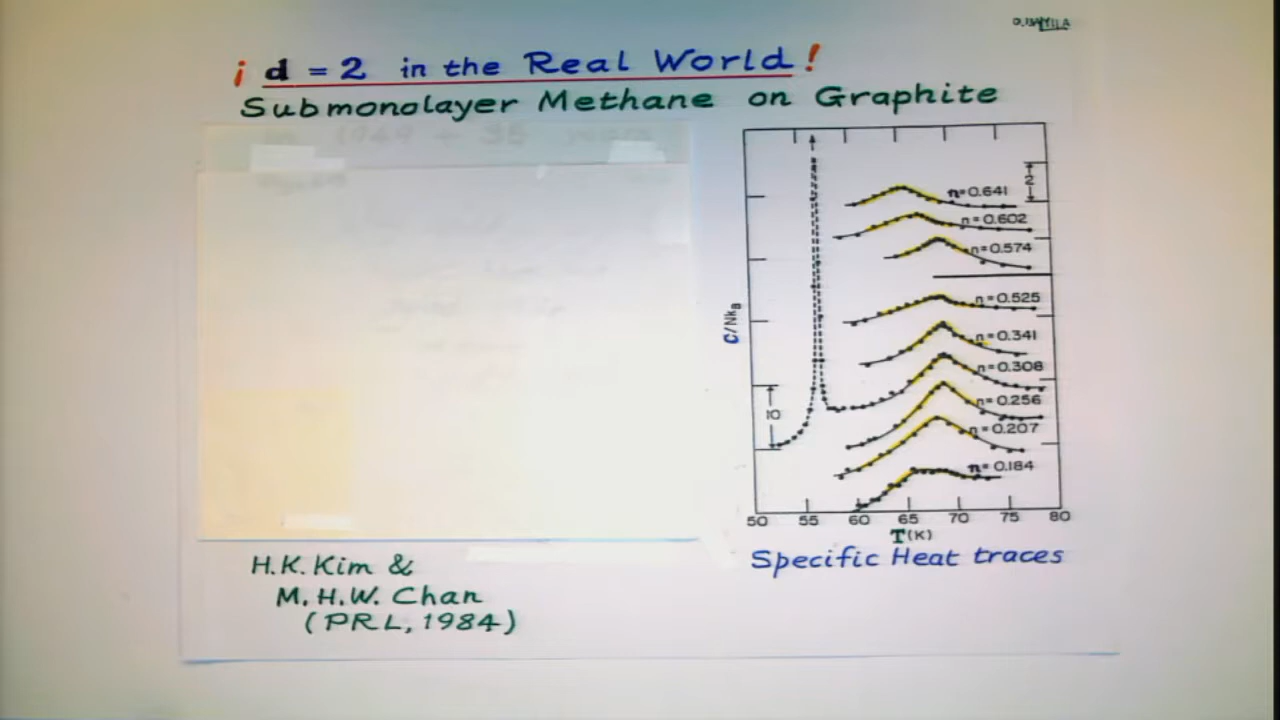 ¡ d = 2 in the Real World!
Submonolayer Methane on Graphite
n=0.641
2
n=0.602
n=0.574
n=0.525
C/NkB
n=0.341
n=0.308
n=0.256
10
n=0.207
n=0.184
50 55 60 65 70 75 80
T(K)
Specific Heat traces
H.K. Kim &
M.H.W. Chan
(PRL, 1984)